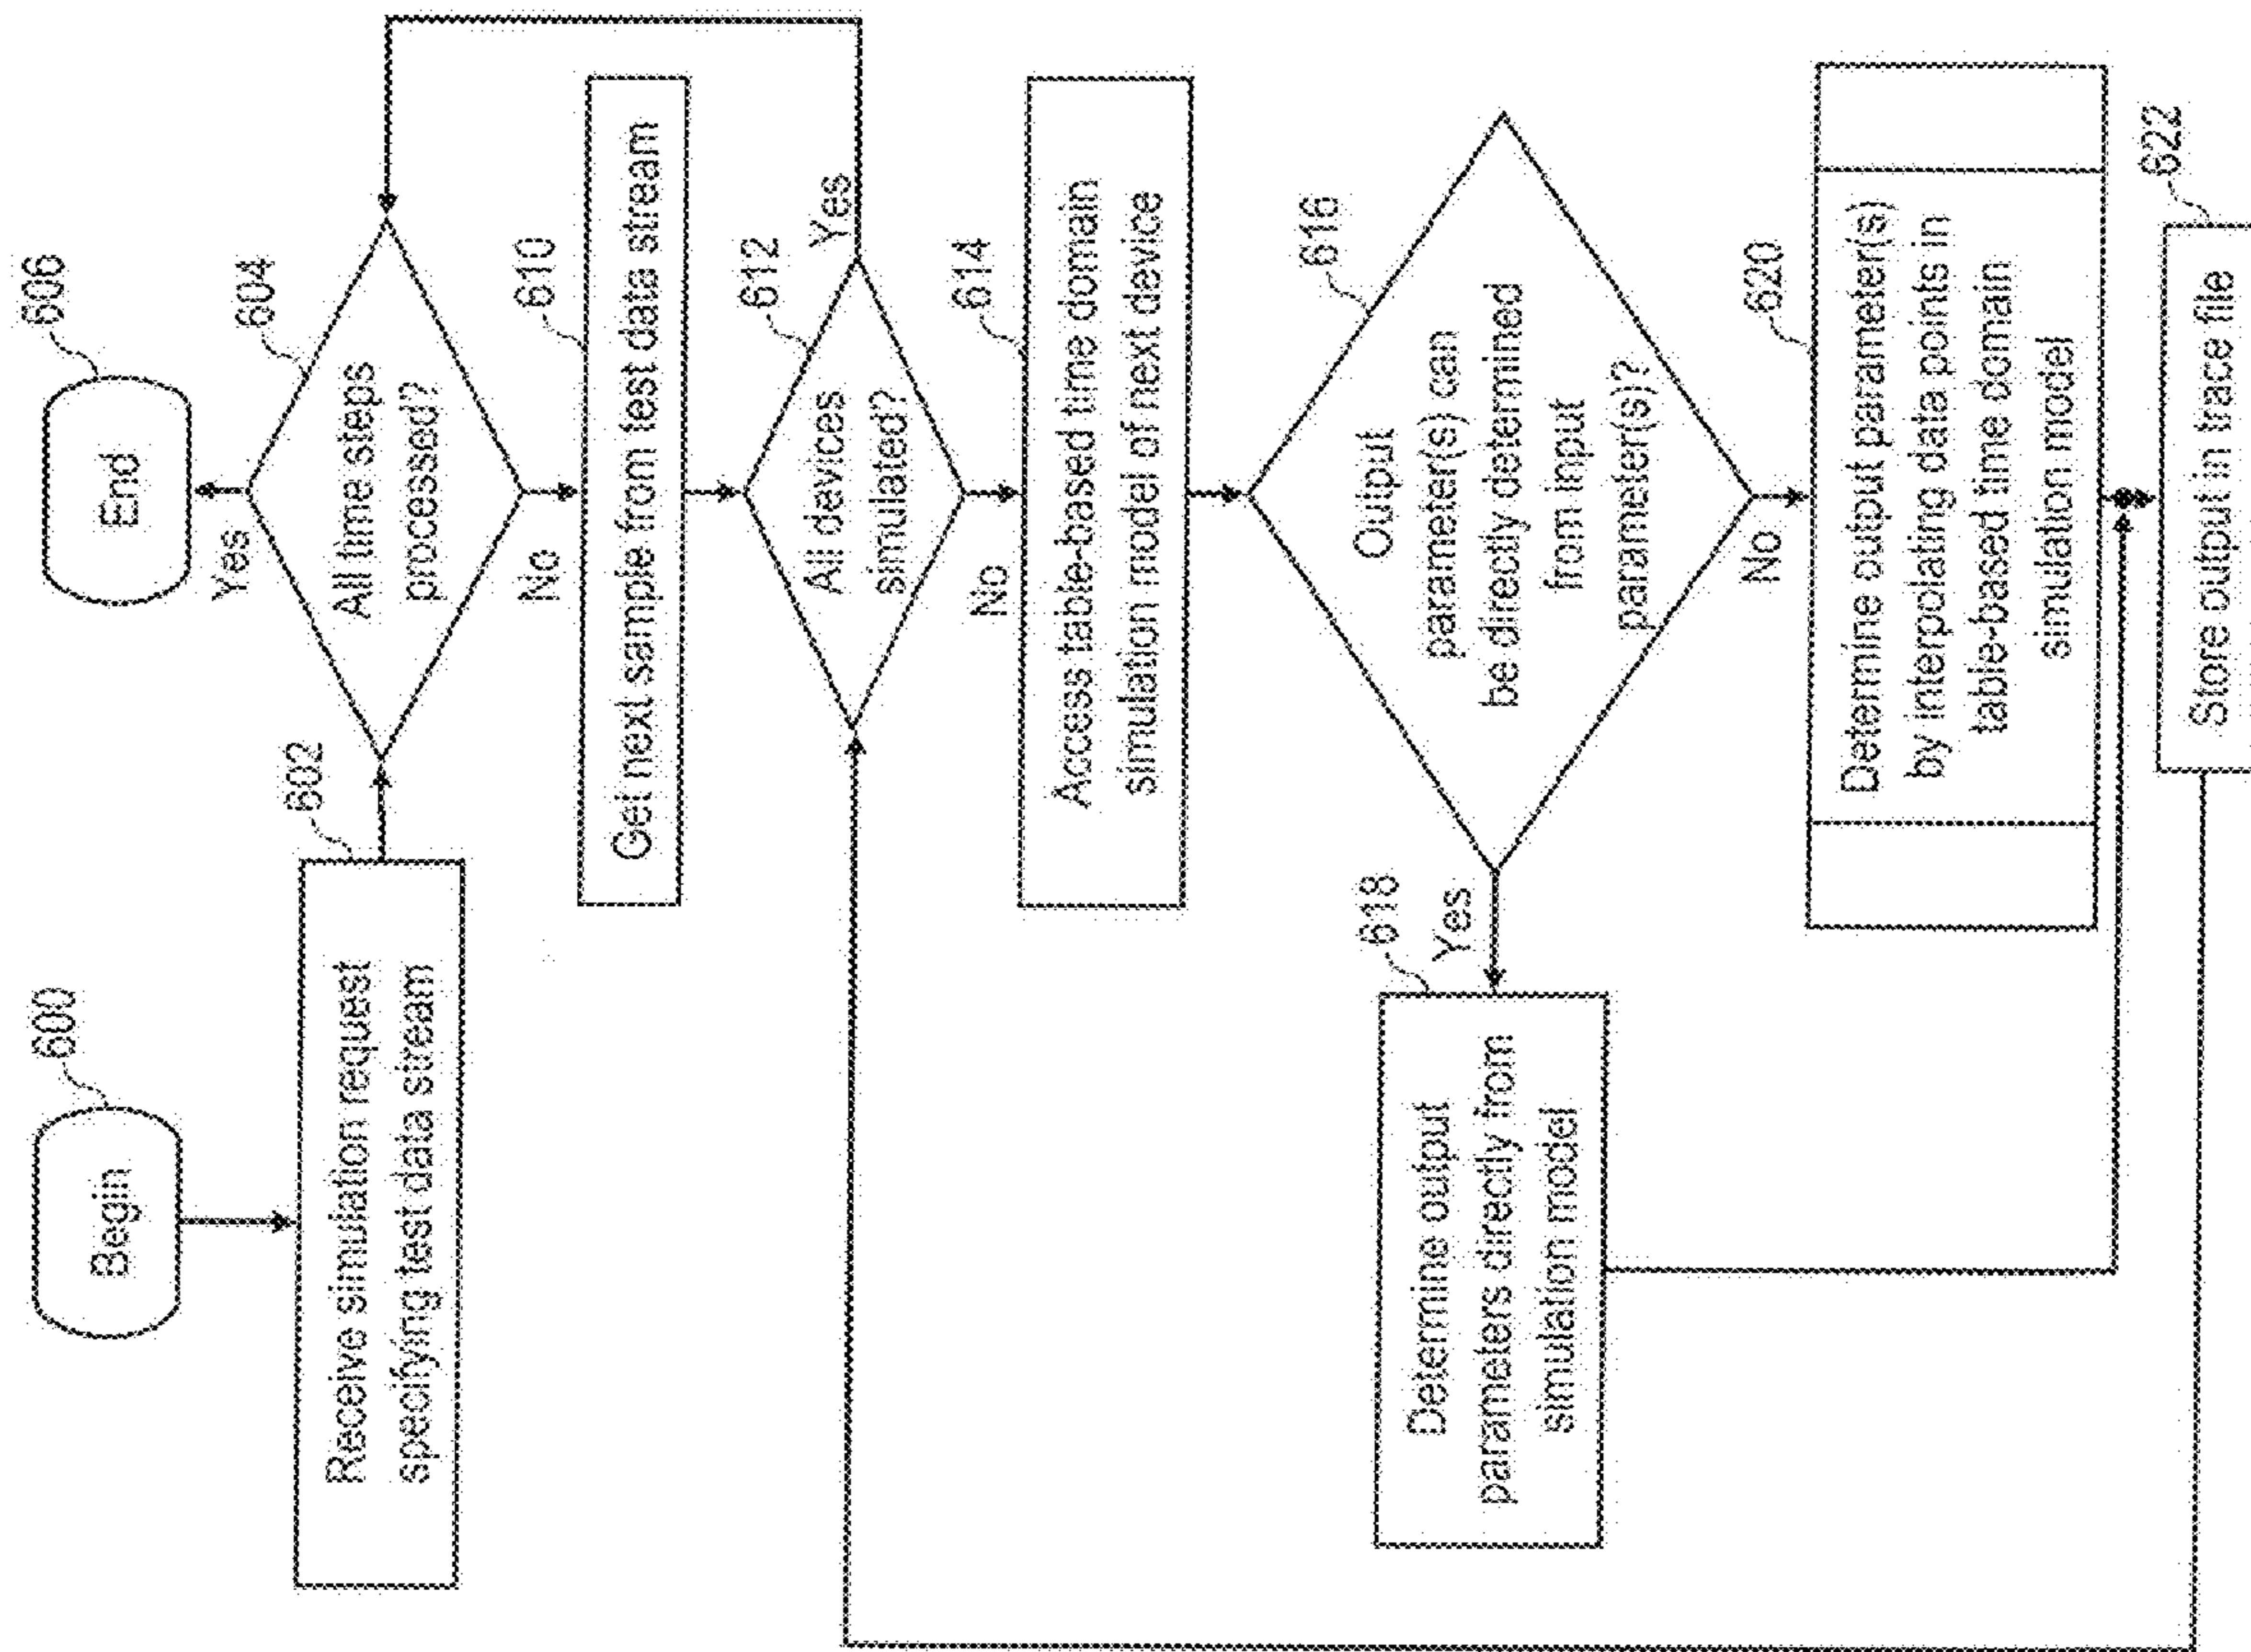 Begin
600
Receive simulation request
specifying test data stream
602
End
606
Yes
All time steps
processed?
604
No
Get next sample from test data stream
610
All devices
simulated?
612
Yes
No
Access table-based time domain
simulation model of next device
614
Output
parameter(s) can
be directly determined
from input
parameter(s)?
616
Yes
618
Determine output
parameters directly from
simulation model
No
620
Determine output parameter(s)
by interpolating data points in
table-based time domain
simulation model
Store output in trace file
622